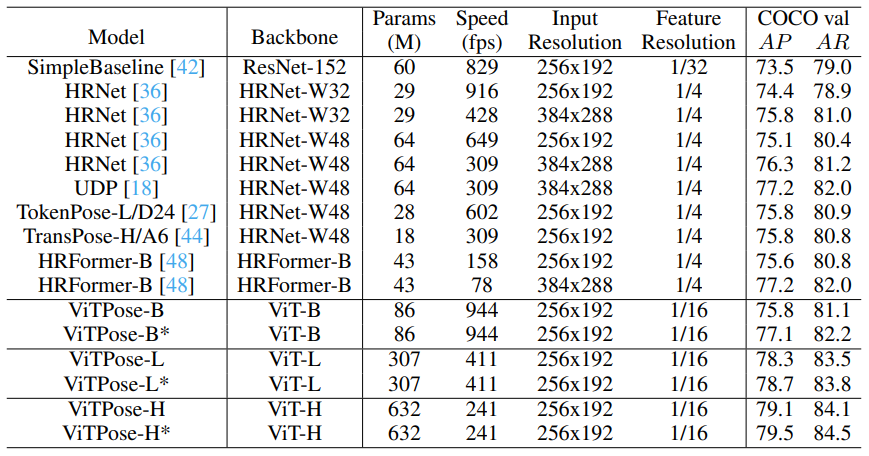 Model Backbone Params (M) Speed (fps) Input Resolution Feature Resolution COCO val AP AR
SimpleBaseline [42] ResNet-152 60 829 256x192 1/32 73.5 79.0
HRNet [36] HRNet-W32 29 916 256x192 1/4 74.4 78.9
HRNet [36] HRNet-W32 29 428 384x288 1/4 75.8 81.0
HRNet [36] HRNet-W48 64 649 256x192 1/4 75.1 80.4
HRNet [36] HRNet-W48 64 309 384x288 1/4 76.3 81.2
UDP [18] HRNet-W48 64 309 384x288 1/4 77.2 82.0
TokenPose-L/D24 [27] HRNet-W48 28 602 256x192 1/4 75.8 80.9
TransPose-H/A6 [44] HRNet-W48 18 309 256x192 1/4 75.8 80.8
HRFormer-B [48] HRFormer-B 43 158 256x192 1/4 75.6 80.8
HRFormer-B [48] HRFormer-B 43 78 384x288 1/4 77.2 82.0
ViTPose-B ViT-B 86 944 256x192 1/16 75.8 81.1
ViTPose-B* ViT-B 86 944 256x192 1/16 77.1 82.2
ViTPose-L ViT-L 307 411 256x192 1/16 78.3 83.5
ViTPose-L* ViT-L 307 411 256x192 1/16 78.7 83.8
ViTPose-H ViT-H 632 241 256x192 1/16 79.1 84.1
ViTPose-H* ViT-H 632 241 256x192 1/16 79.5 84.5